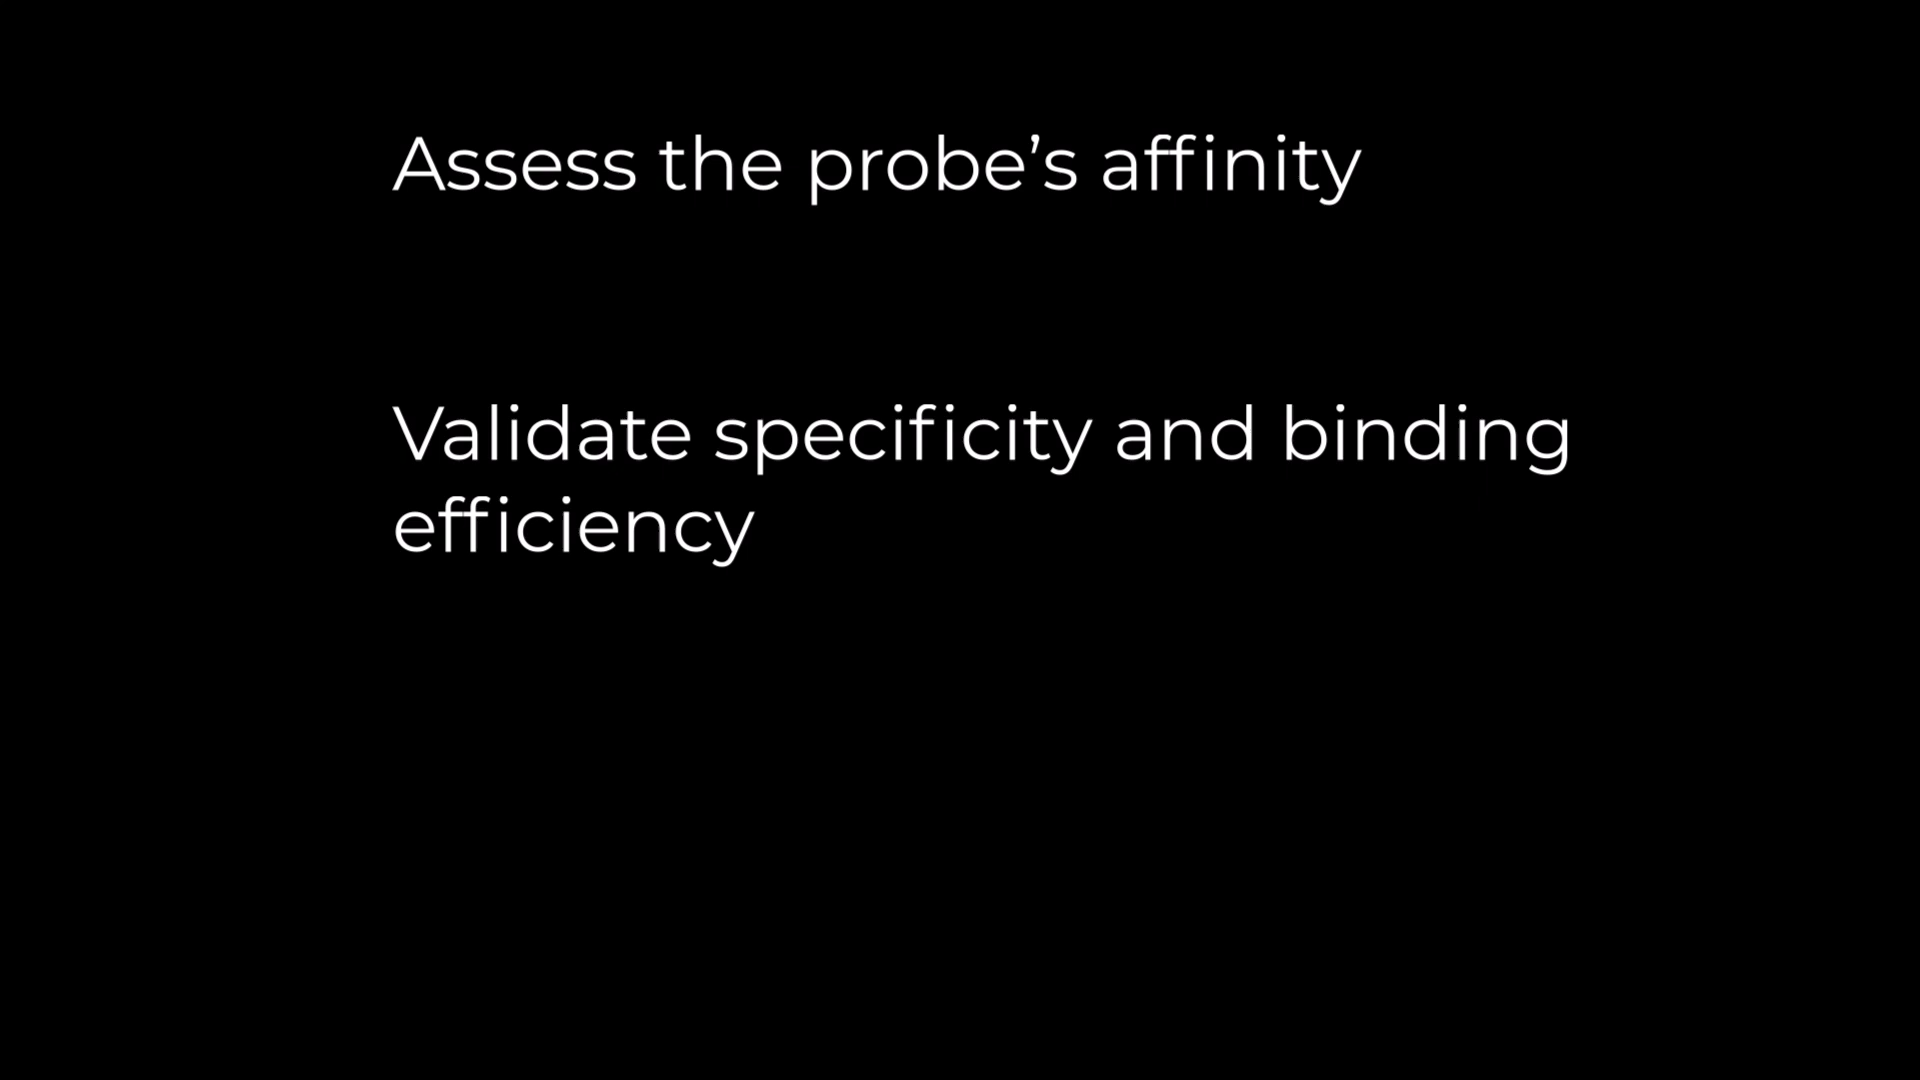 Assess the probe’s affinity
Validate specificity and binding
efficiency